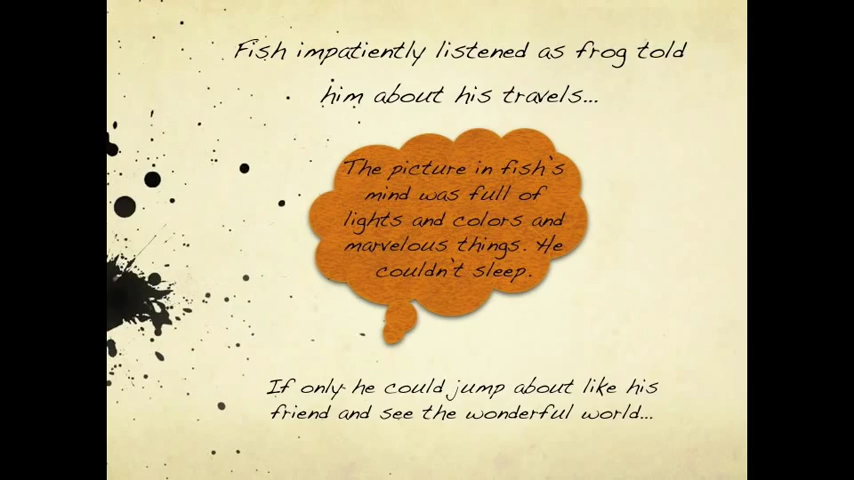 Fish impatiently listened as frog told
him about his travels...
The picture in fish's
mind was full of
lights and colors and
marvelous things. He
couldn't sleep.
If only he could jump about like his
friend and see the wonderful world...